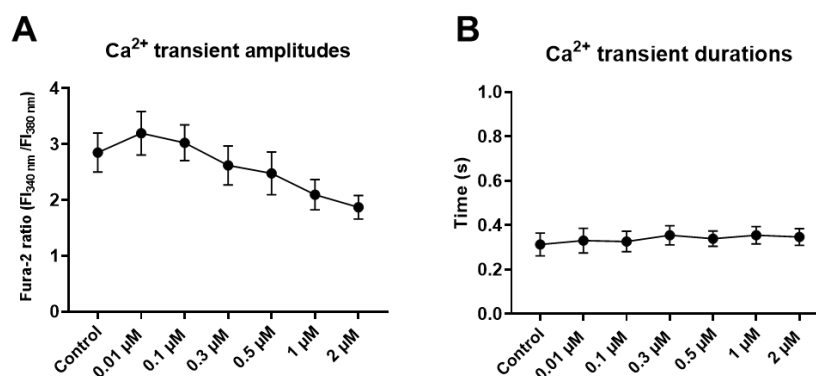 A
Ca²⁺ transient amplitudes
Fura-2 ratio (FI340 nm /FI380 nm)
4
3
2
1
0
Control
0.01 µM
0.1 µM
0.3 µM
0.5 µM
1 µM
2 µM
B
Ca²⁺ transient durations
Time (s)
1.0
0.8
0.6
0.4
0.2
0.0
Control
0.01 µM
0.1 µM
0.3 µM
0.5 µM
1 µM
2 µM